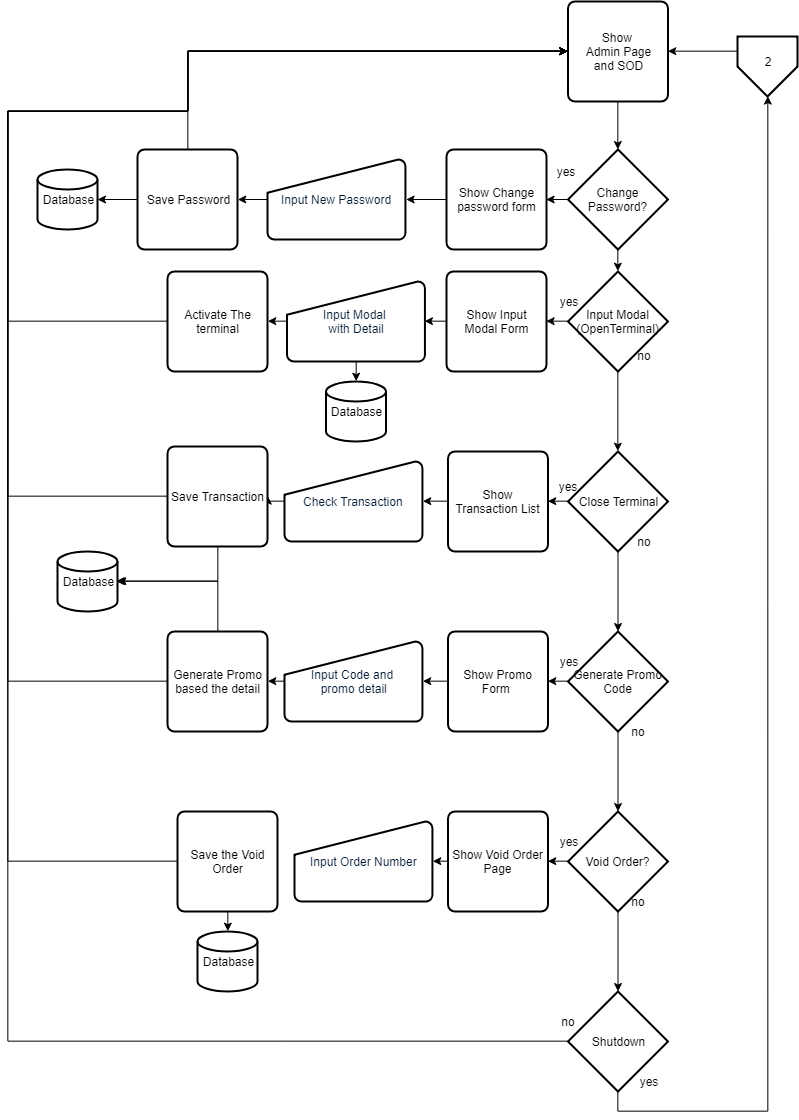 Show
Admin Page
and SOD
2
yes
Database
Save Password
Input New Password
Show Change
password form
Change
Password?
yes
Activate The
terminal
Input Modal
with Detail
Show Input
Modal Form
Input Modal
(OpenTerminal)
no
Database
yes
Save Transaction
Check Transaction
Show
Transaction List
Close Terminal
no
Database
yes
Generate Promo
based the detail
Input Code and
promo detail
Show Promo
Form
Generate Promo
Code
no
yes
Save the Void
Order
Input Order Number
Show Void Order
Page
Void Order?
no
Database
no
Shutdown
yes